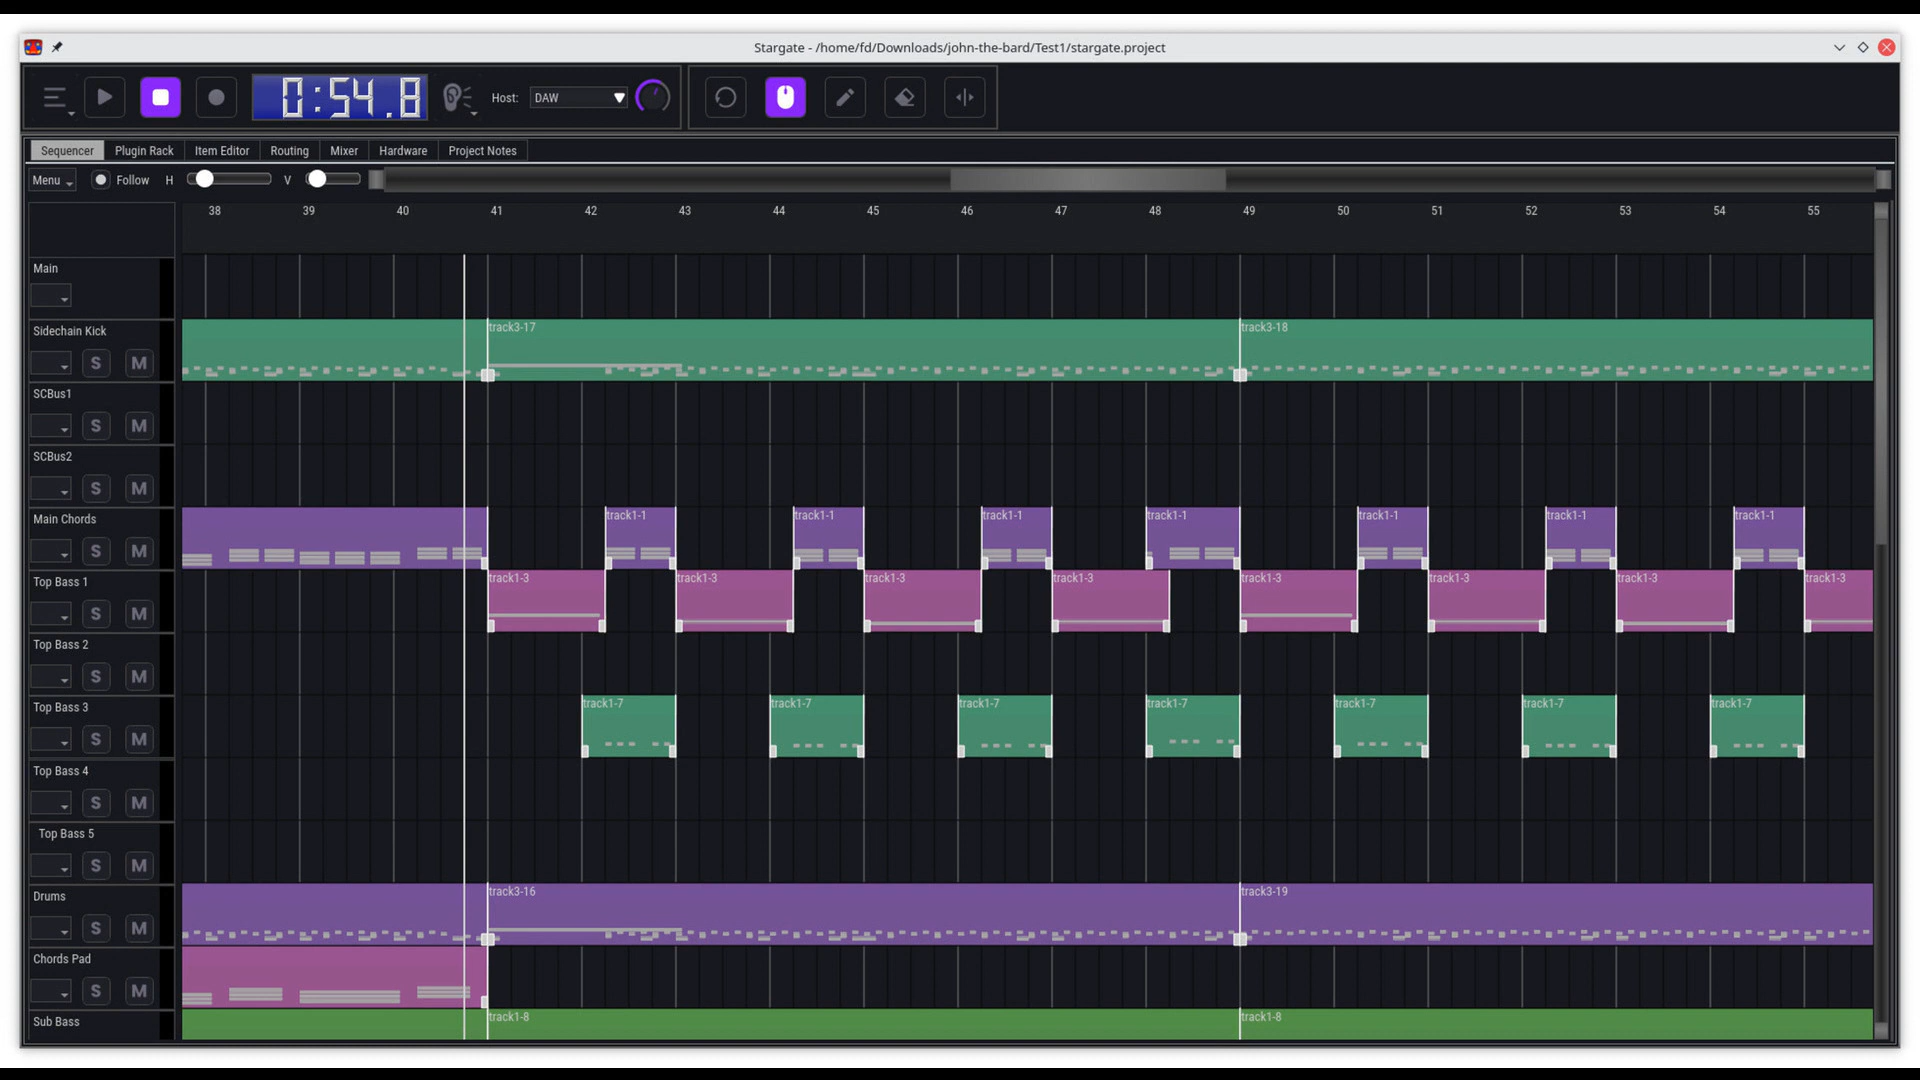 Stargate - /home/fd/Downloads/john-the-bard/Test1/stargate.project
0:54.8 Host: DAW
Sequencer Plugin Rack Item Editor Routing Mixer Hardware Project Notes
Menu Follow H V
38 39 40 41 42 43 44 45 46 47 48 49 50 51 52 53 54 55
Main
Sidechain Kick track3-17 track3-18
S M
SCBus1
S M
SCBus2
S M
Main Chords track1-1 track1-1 track1-1 track1-1 track1-1 track1-1 track1-1
S M
Top Bass 1 track1-3 track1-3 track1-3 track1-3 track1-3 track1-3 track1-3 track1-3
S M
Top Bass 2
S M
Top Bass 3 track1-7 track1-7 track1-7 track1-7 track1-7 track1-7 track1-7
S M
Top Bass 4
S M
Top Bass 5
S M
Drums track3-16 track3-19
S M
Chords Pad
S M
Sub Bass track1-8 track1-8